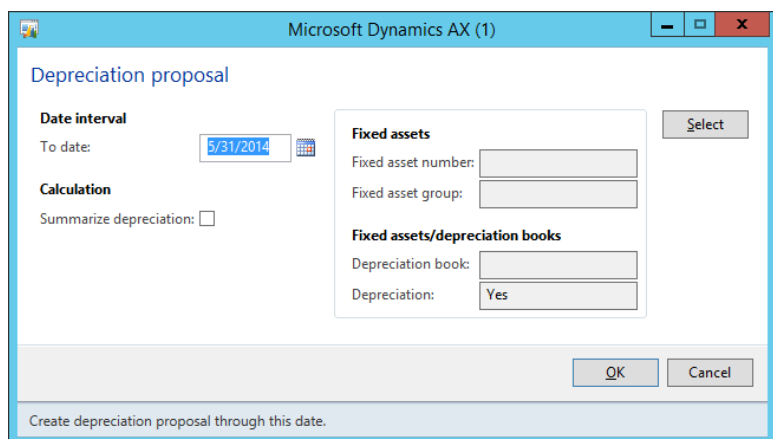 Microsoft Dynamics AX (1)
Depreciation proposal
Date interval
To date: 5/31/2014
Calculation
Summarize depreciation:
Fixed assets
Fixed asset number:
Fixed asset group:
Fixed assets/depreciation books
Depreciation book:
Depreciation: Yes
Select
OK
Cancel
Create depreciation proposal through this date.